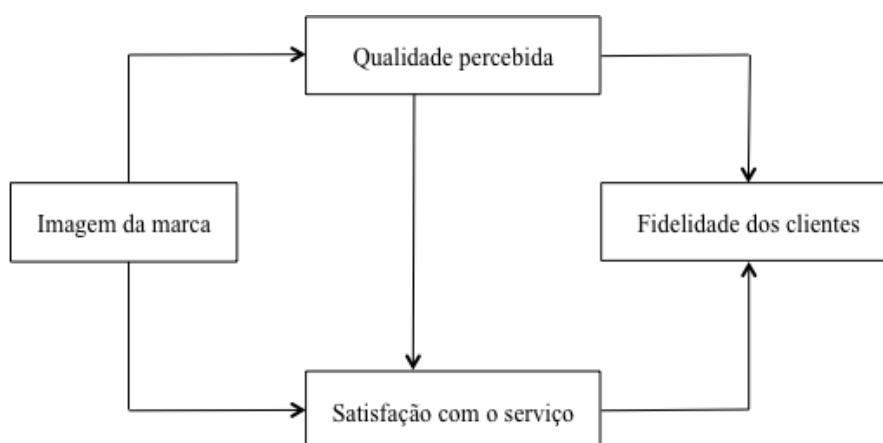 Qualidade percebida
Imagem da marca
Fidelidade dos clientes
Satisfação com o serviço